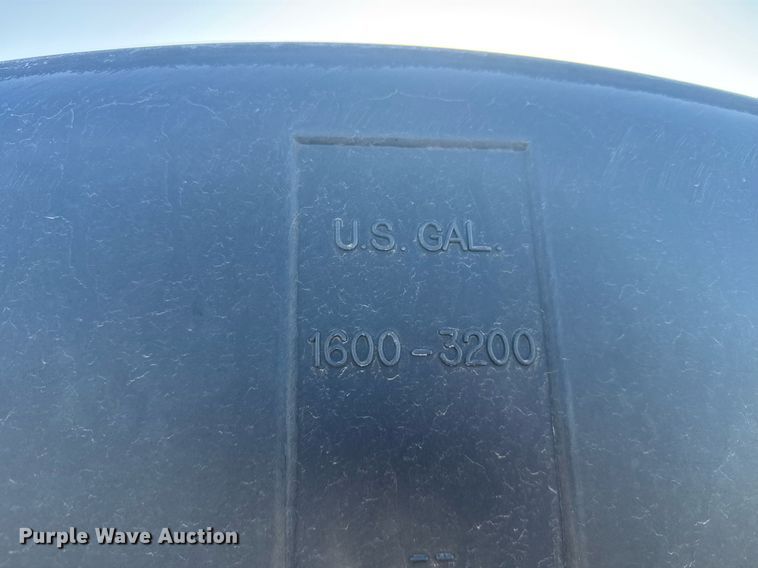 U.S. GAL.
1600-3200
Purple Wave Auction®